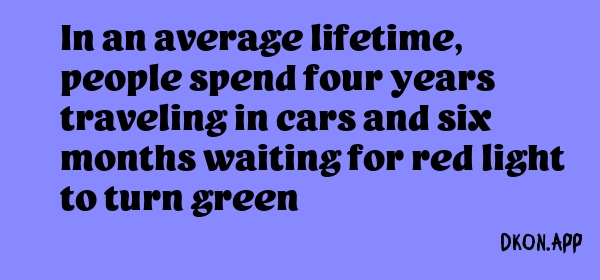 In an average lifetime,
people spend four years
traveling in cars and six
months waiting for red light
to turn green
DKON.APP